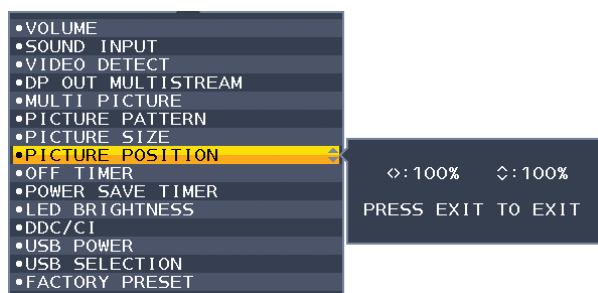 •VOLUME
•SOUND INPUT
•VIDEO DETECT
•DP OUT MULTISTREAM
•MULTI PICTURE
•PICTURE PATTERN
•PICTURE SIZE
•PICTURE POSITION
•OFF TIMER
•POWER SAVE TIMER
•LED BRIGHTNESS
•DDC/CI
•USB POWER
•USB SELECTION
•FACTORY PRESET
:100% :100%
PRESS EXIT TO EXIT